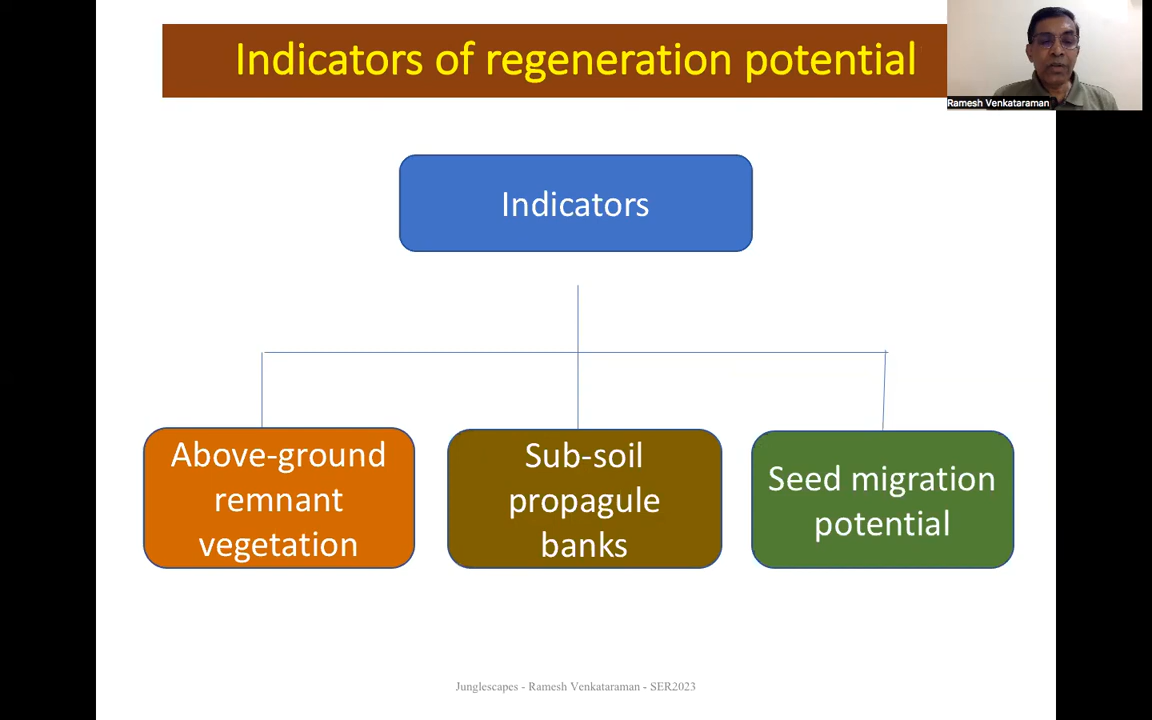 Indicators of regeneration potential
Ramesh Venkataraman
Indicators
Above-ground
remnant
vegetation
Sub-soil
propagule
banks
Seed migration
potential
Junglescapes - Ramesh Venkataraman - SER2023